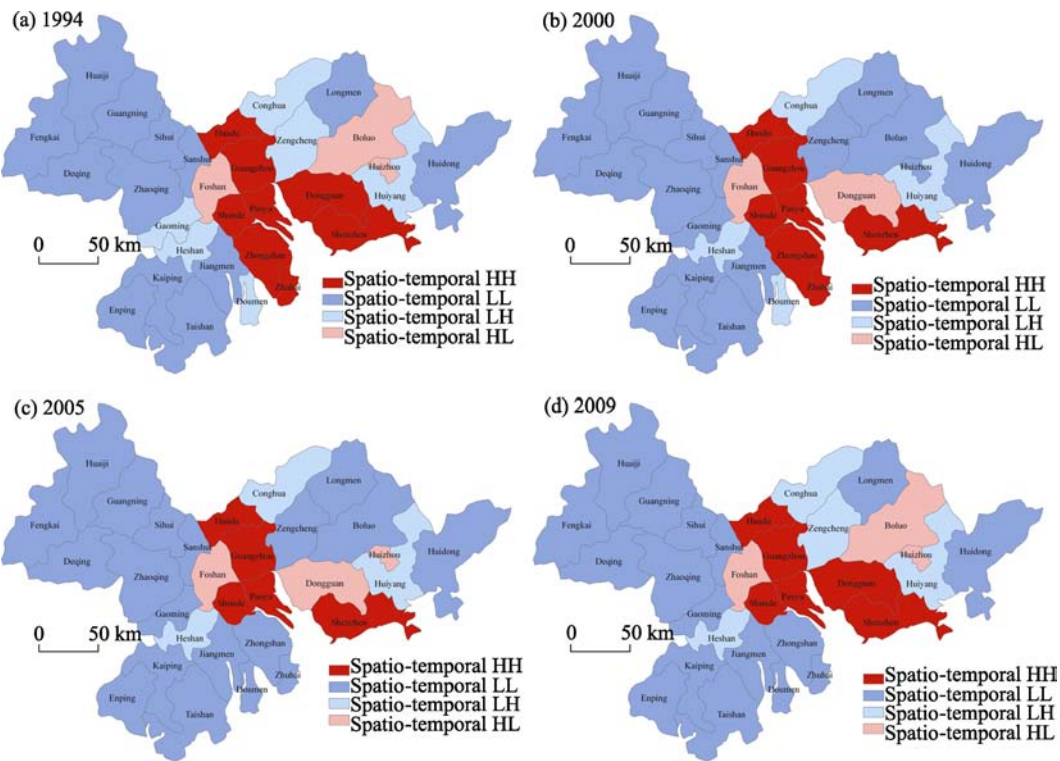 (a) 1994
Huaiji
Guangning
Fengkai
Sihui
Deqing
Zhaoqing
Sanshui
Huadu
Guangzhou
Foshan
Shunde
Panyu
Conghua
Longmen
Zengcheng
Boluo
Huizhou
Huidong
Huiyang
Dongguan
Shenzhen
Gaoming
Heshan
Zhongshan
Kaiping
Jiangmen
Zhuhai
Doumen
Enping
Taishan
0 50 km
Spatio-temporal HH
Spatio-temporal LL
Spatio-temporal LH
Spatio-temporal HL
(b) 2000
Huaiji
Guangning
Fengkai
Sihui
Deqing
Zhaoqing
Sanshui
Huadu
Guangzhou
Foshan
Shunde
Panyu
Conghua
Longmen
Zengcheng
Boluo
Huizhou
Huidong
Huiyang
Dongguan
Shenzhen
Gaoming
Heshan
Zhongshan
Kaiping
Jiangmen
Zhuhai
Doumen
Enping
Taishan
0 50 km
Spatio-temporal HH
Spatio-temporal LL
Spatio-temporal LH
Spatio-temporal HL
(c) 2005
Huaiji
Guangning
Fengkai
Sihui
Deqing
Zhaoqing
Sanshui
Huadu
Guangzhou
Foshan
Shunde
Panyu
Conghua
Longmen
Zengcheng
Boluo
Huizhou
Huidong
Huiyang
Dongguan
Shenzhen
Gaoming
Heshan
Zhongshan
Kaiping
Jiangmen
Zhuhai
Doumen
Enping
Taishan
0 50 km
Spatio-temporal HH
Spatio-temporal LL
Spatio-temporal LH
Spatio-temporal HL
(d) 2009
Huaiji
Guangning
Fengkai
Sihui
Deqing
Zhaoqing
Sanshui
Huadu
Guangzhou
Foshan
Shunde
Panyu
Conghua
Longmen
Zengcheng
Boluo
Huizhou
Huidong
Huiyang
Dongguan
Shenzhen
Gaoming
Heshan
Zhongshan
Kaiping
Jiangmen
Zhuhai
Doumen
Enping
Taishan
0 50 km
Spatio-temporal HH
Spatio-temporal LL
Spatio-temporal LH
Spatio-temporal HL